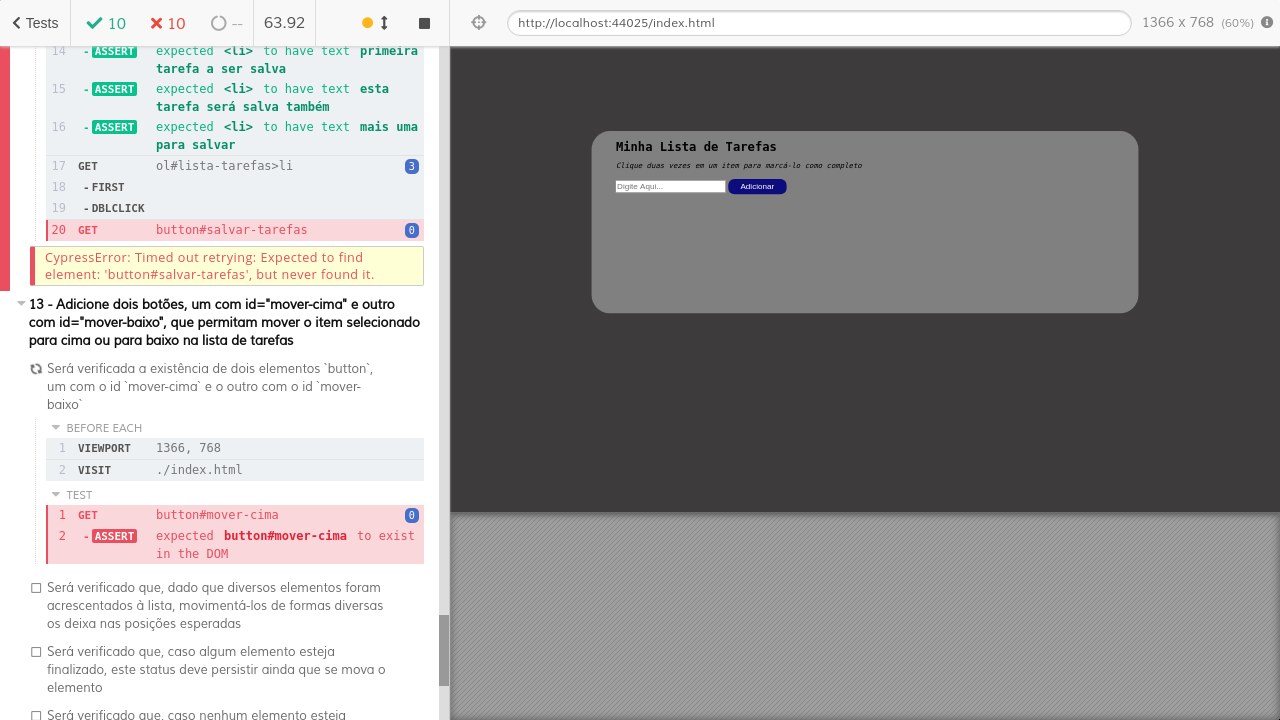 Tests
10
10
--
63.92
http://localhost:44025/index.html
1366 x 768 (60%)
14 - ASSERT expected <li> to have text primeira
tarefa a ser salva
15 - ASSERT expected <li> to have text esta
tarefa será salva também
16 - ASSERT expected <li> to have text mais uma
para salvar
17 GET ol#lista-tarefas>li 3
18 - FIRST
19 - DBLCLICK
20 GET button#salvar-tarefas 0
CypressError: Timed out retrying: Expected to find
element: 'button#salvar-tarefas', but never found it.
13 - Adicione dois botões, um com id="mover-cima" e outro
com id="mover-baixo", que permitam mover o item selecionado
para cima ou para baixo na lista de tarefas
Será verificada a existência de dois elementos `button`,
um com o id `mover-cima` e o outro com o id `mover-
baixo`
BEFORE EACH
1 VIEWPORT 1366, 768
2 VISIT ./index.html
TEST
1 GET button#mover-cima 0
2 - ASSERT expected button#mover-cima to exist
in the DOM
Será verificado que, dado que diversos elementos foram
acrescentados à lista, movimentá-los de formas diversas
os deixa nas posições esperadas
Será verificado que, caso algum elemento esteja
finalizado, este status deve persistir ainda que se mova o
elemento
Será verificado que, caso nenhum elemento esteja
Minha Lista de Tarefas
Clique duas vezes em um item para marcá-lo como completo
Digite Aqui...
Adicionar